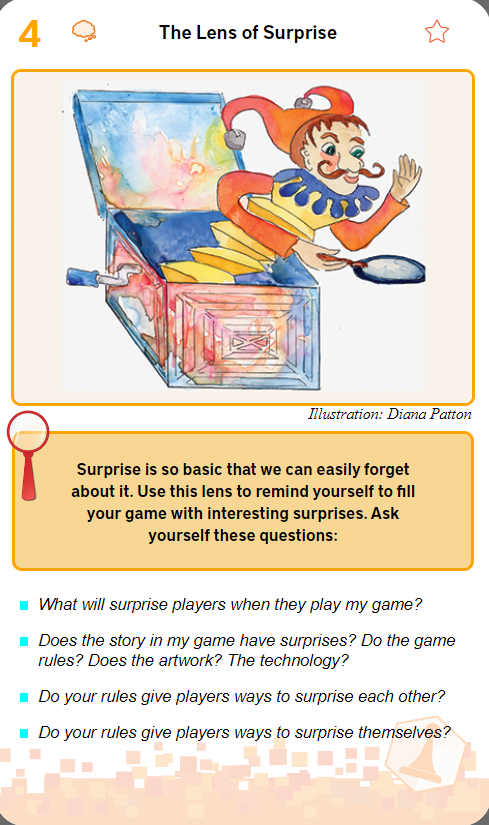 4
The Lens of Surprise
Illustration: Diana Patton
Surprise is so basic that we can easily forget
about it. Use this lens to remind yourself to fill
your game with interesting surprises. Ask
yourself these questions:
What will surprise players when they play my game?
Does the story in my game have surprises? Do the game
rules? Does the artwork? The technology?
Do your rules give players ways to surprise each other?
Do your rules give players ways to surprise themselves?